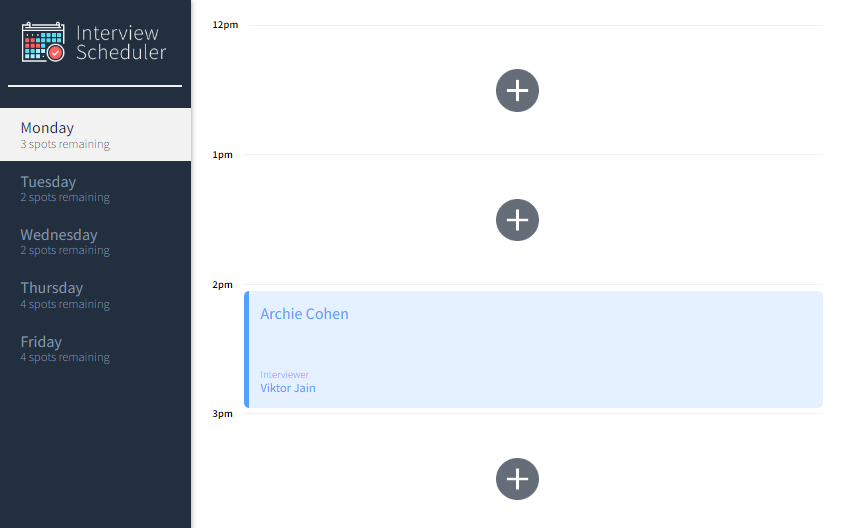 Interview
Scheduler
Monday
3 spots remaining
Tuesday
2 spots remaining
Wednesday
2 spots remaining
Thursday
4 spots remaining
Friday
4 spots remaining
12pm
1pm
2pm
Archie Cohen
Interviewer
Viktor Jain
3pm